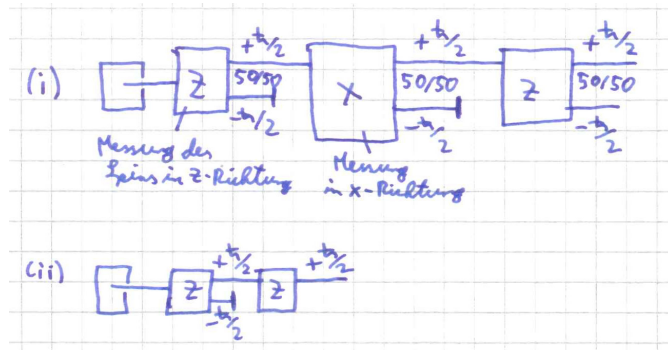 +ħ/2 +ħ/2 +ħ/2
(i) Z 50/50 X 50/50 Z 50/50
-ħ/2 -ħ/2 -ħ/2
Messung des
Spins in Z-Richtung
Messung
in x-Richtung
+ħ/2 +ħ/2
(ii) Z Z
-ħ/2